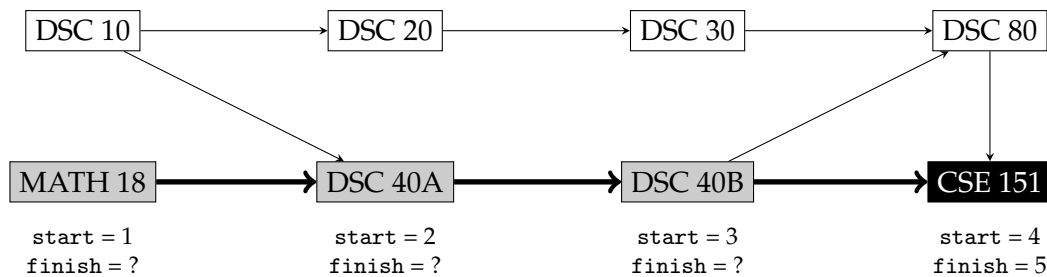 DSC 10 DSC 20 DSC 30 DSC 80
MATH 18 DSC 40A DSC 40B CSE 151
start = 1 start = 2 start = 3 start = 4
finish = ? finish = ? finish = ? finish = 5